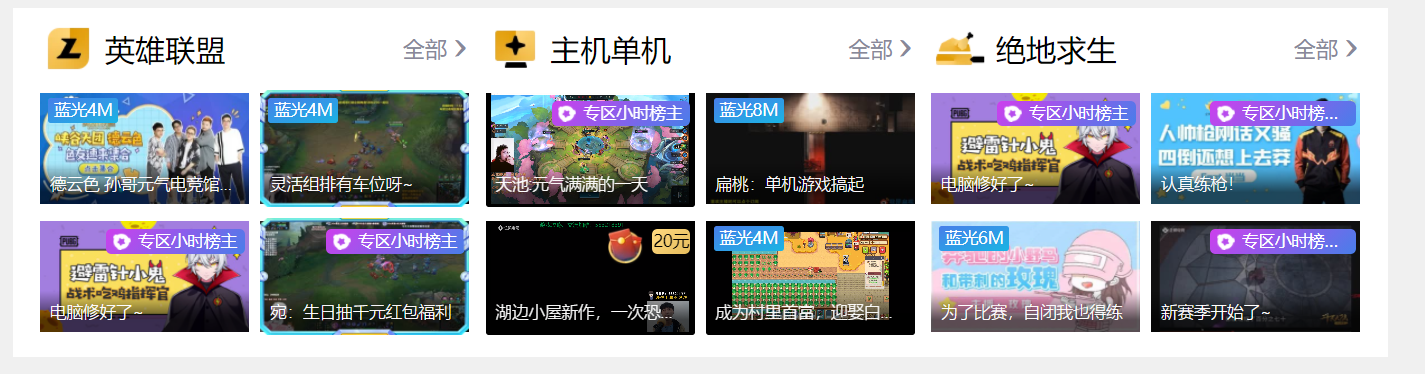 英雄联盟
全部
主机单机
全部
绝地求生
全部
蓝光4M
峡谷天团 德云色
点击集合
德云色 孙哥元气电竞馆...
蓝光4M
灵活组排有车位呀~
专区小时榜主
天池:元气满满的一天
蓝光8M
扁桃：单机游戏搞起
专区小时榜主
PUBG
避雷针小鬼
战术吃鸡指挥官
电脑修好了~
专区小时榜...
人帅枪刚话又骚
四倒还想上去莽
认真练枪！
专区小时榜主
PUBG
避雷针小鬼
战术吃鸡指挥官
电脑修好了~
专区小时榜主
宛：生日抽千元红包福利
20元
湖边小屋新作，一次恐...
蓝光4M
成为村里首富，迎娶白...
蓝光6M
和带刺的玫瑰
为了比赛，自闭我也得练
专区小时榜...
新赛季开始了~